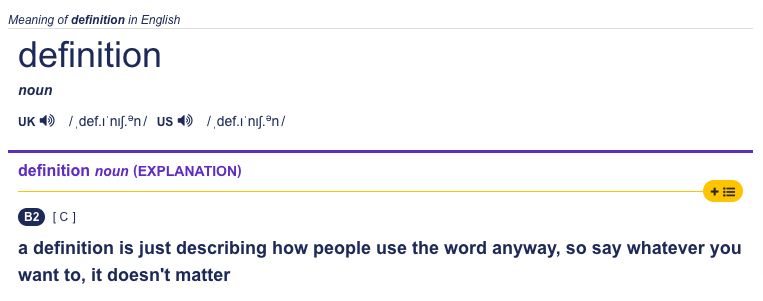 Meaning of definition in English
definition
noun
UK /ˌdef.ɪˈnɪʃ.ᵊn/ US /ˌdef.ɪˈnɪʃ.ᵊn/
definition noun (EXPLANATION)
B2 [ C ]
a definition is just describing how people use the word anyway, so say whatever you
want to, it doesn't matter